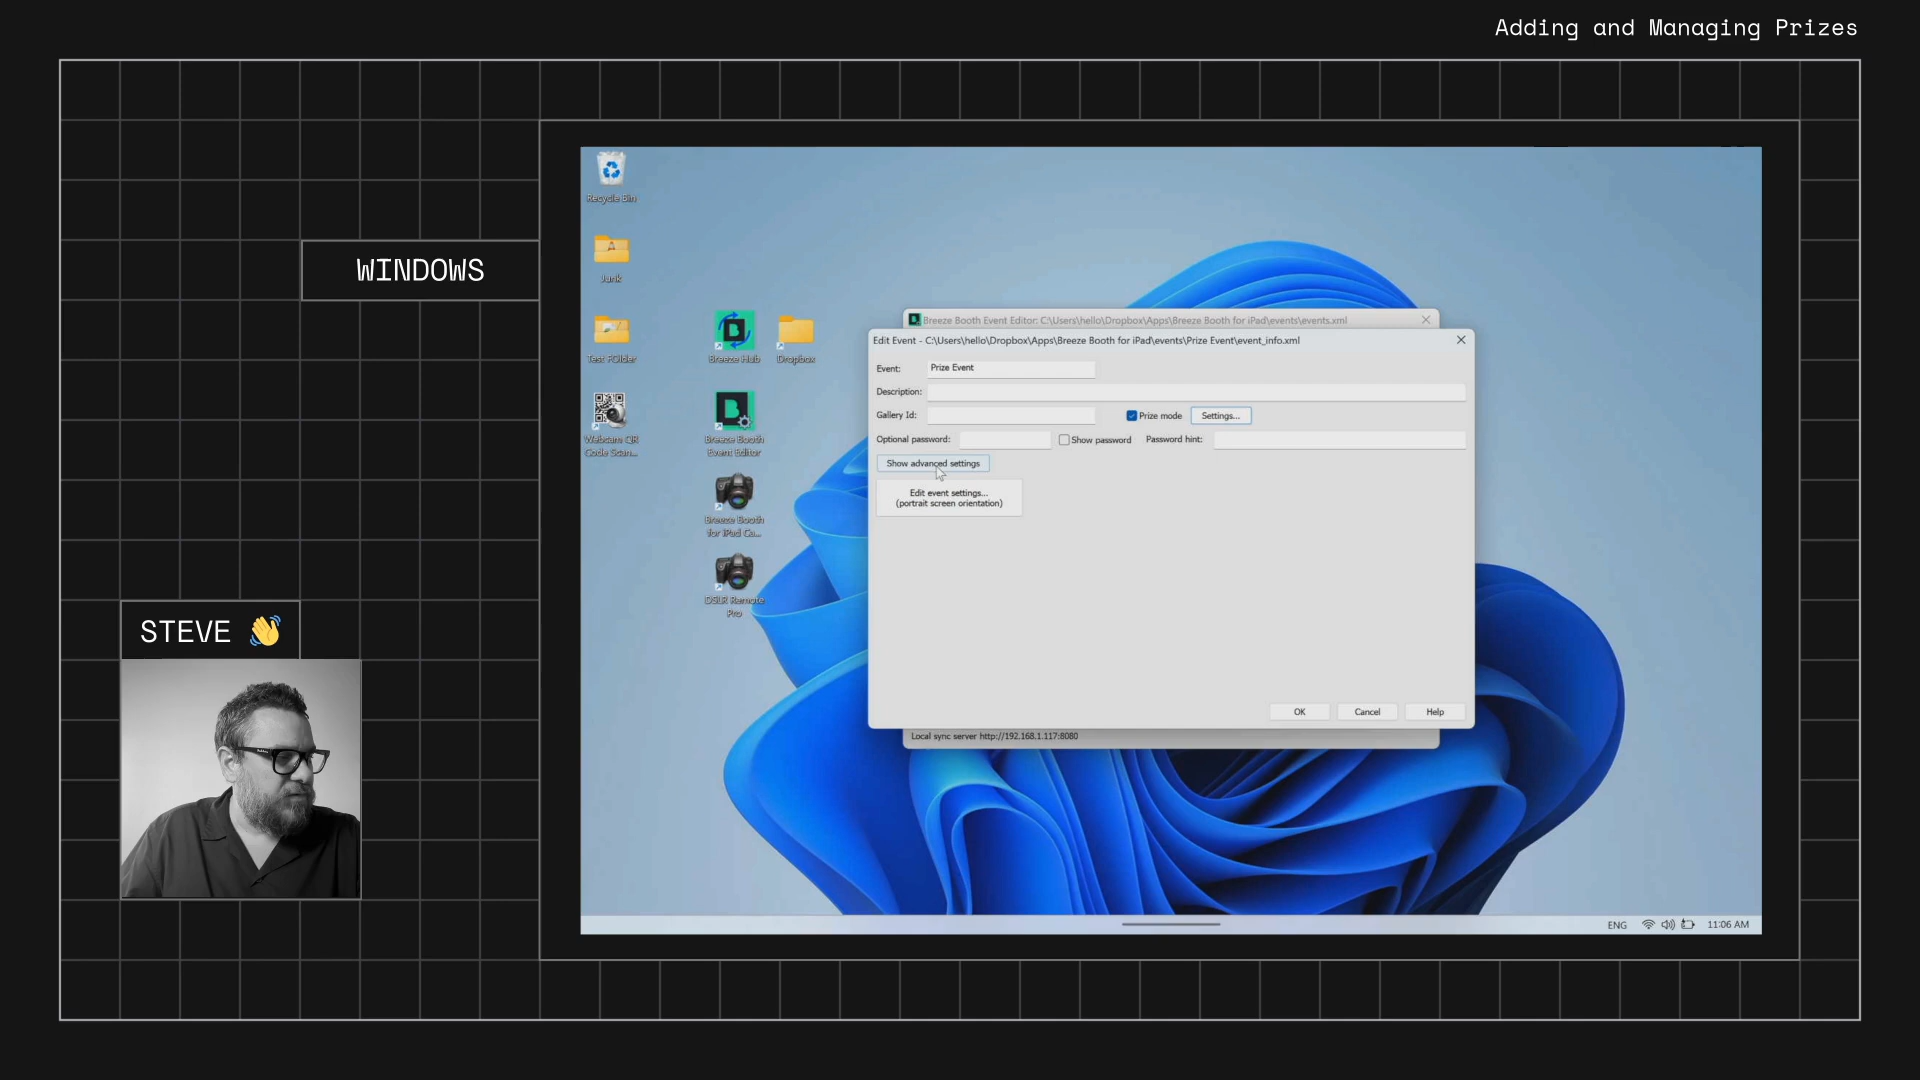 Adding and Managing Prizes
WINDOWS
STEVE 👋
Recycle Bin
Junk
Test FOlder
Webcam QR
Code Scan...
Breeze Hub
Dropbox
Breeze Booth
Event Editor
Breeze Booth
for iPad Ca...
DSLR Remote
Pro
Breeze Booth Event Editor: C:\Users\hello\Dropbox\Apps\Breeze Booth for iPad\events\events.xml
Edit Event - C:\Users\hello\Dropbox\Apps\Breeze Booth for iPad\events\Prize Event\event_info.xml
Event: Prize Event
Description:
Gallery Id: Prize mode Settings...
Optional password: Show password Password hint:
Show advanced settings
Edit event settings...
(portrait screen orientation)
OK Cancel Help
Local sync server http://192.168.1.117:8080
ENG 11:06 AM